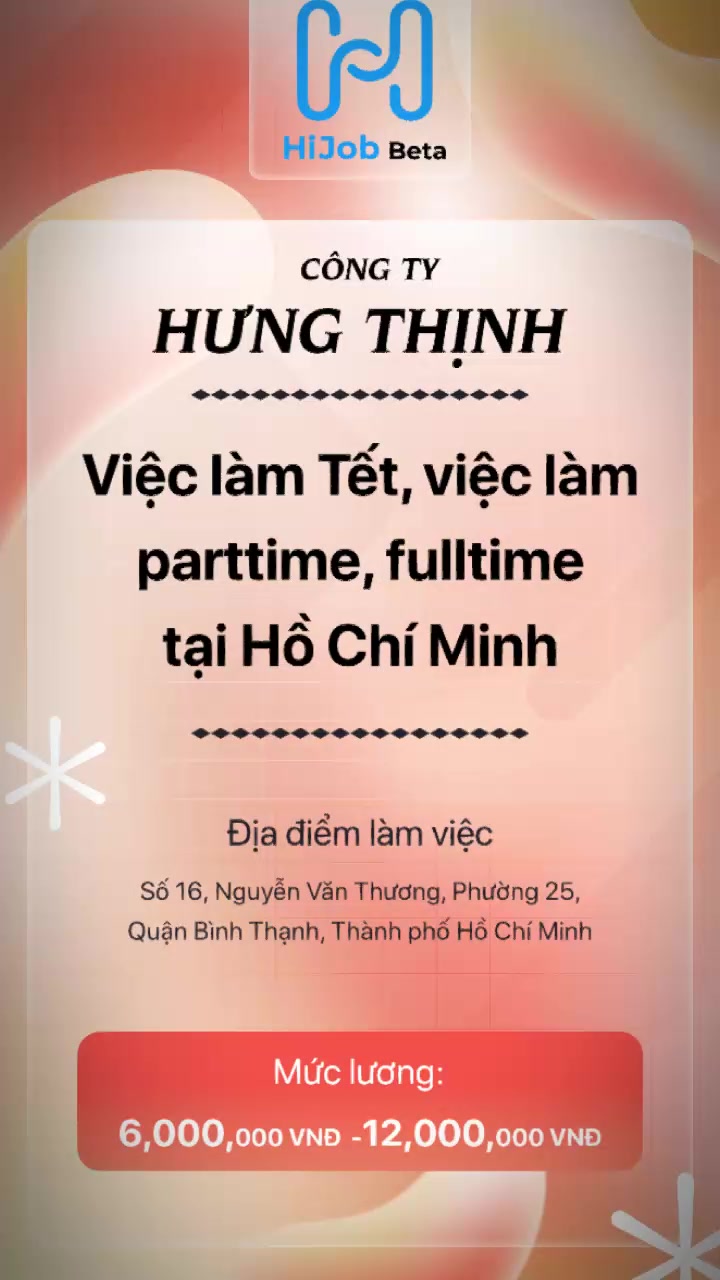 HiJob Beta
CÔNG TY
HƯNG THỊNH
Việc làm Tết, việc làm
parttime, fulltime
tại Hồ Chí Minh
Địa điểm làm việc
Số 16, Nguyễn Văn Thương, Phường 25,
Quận Bình Thạnh, Thành phố Hồ Chí Minh
Mức lương:
6,000,000 VNĐ -12,000,000 VNĐ